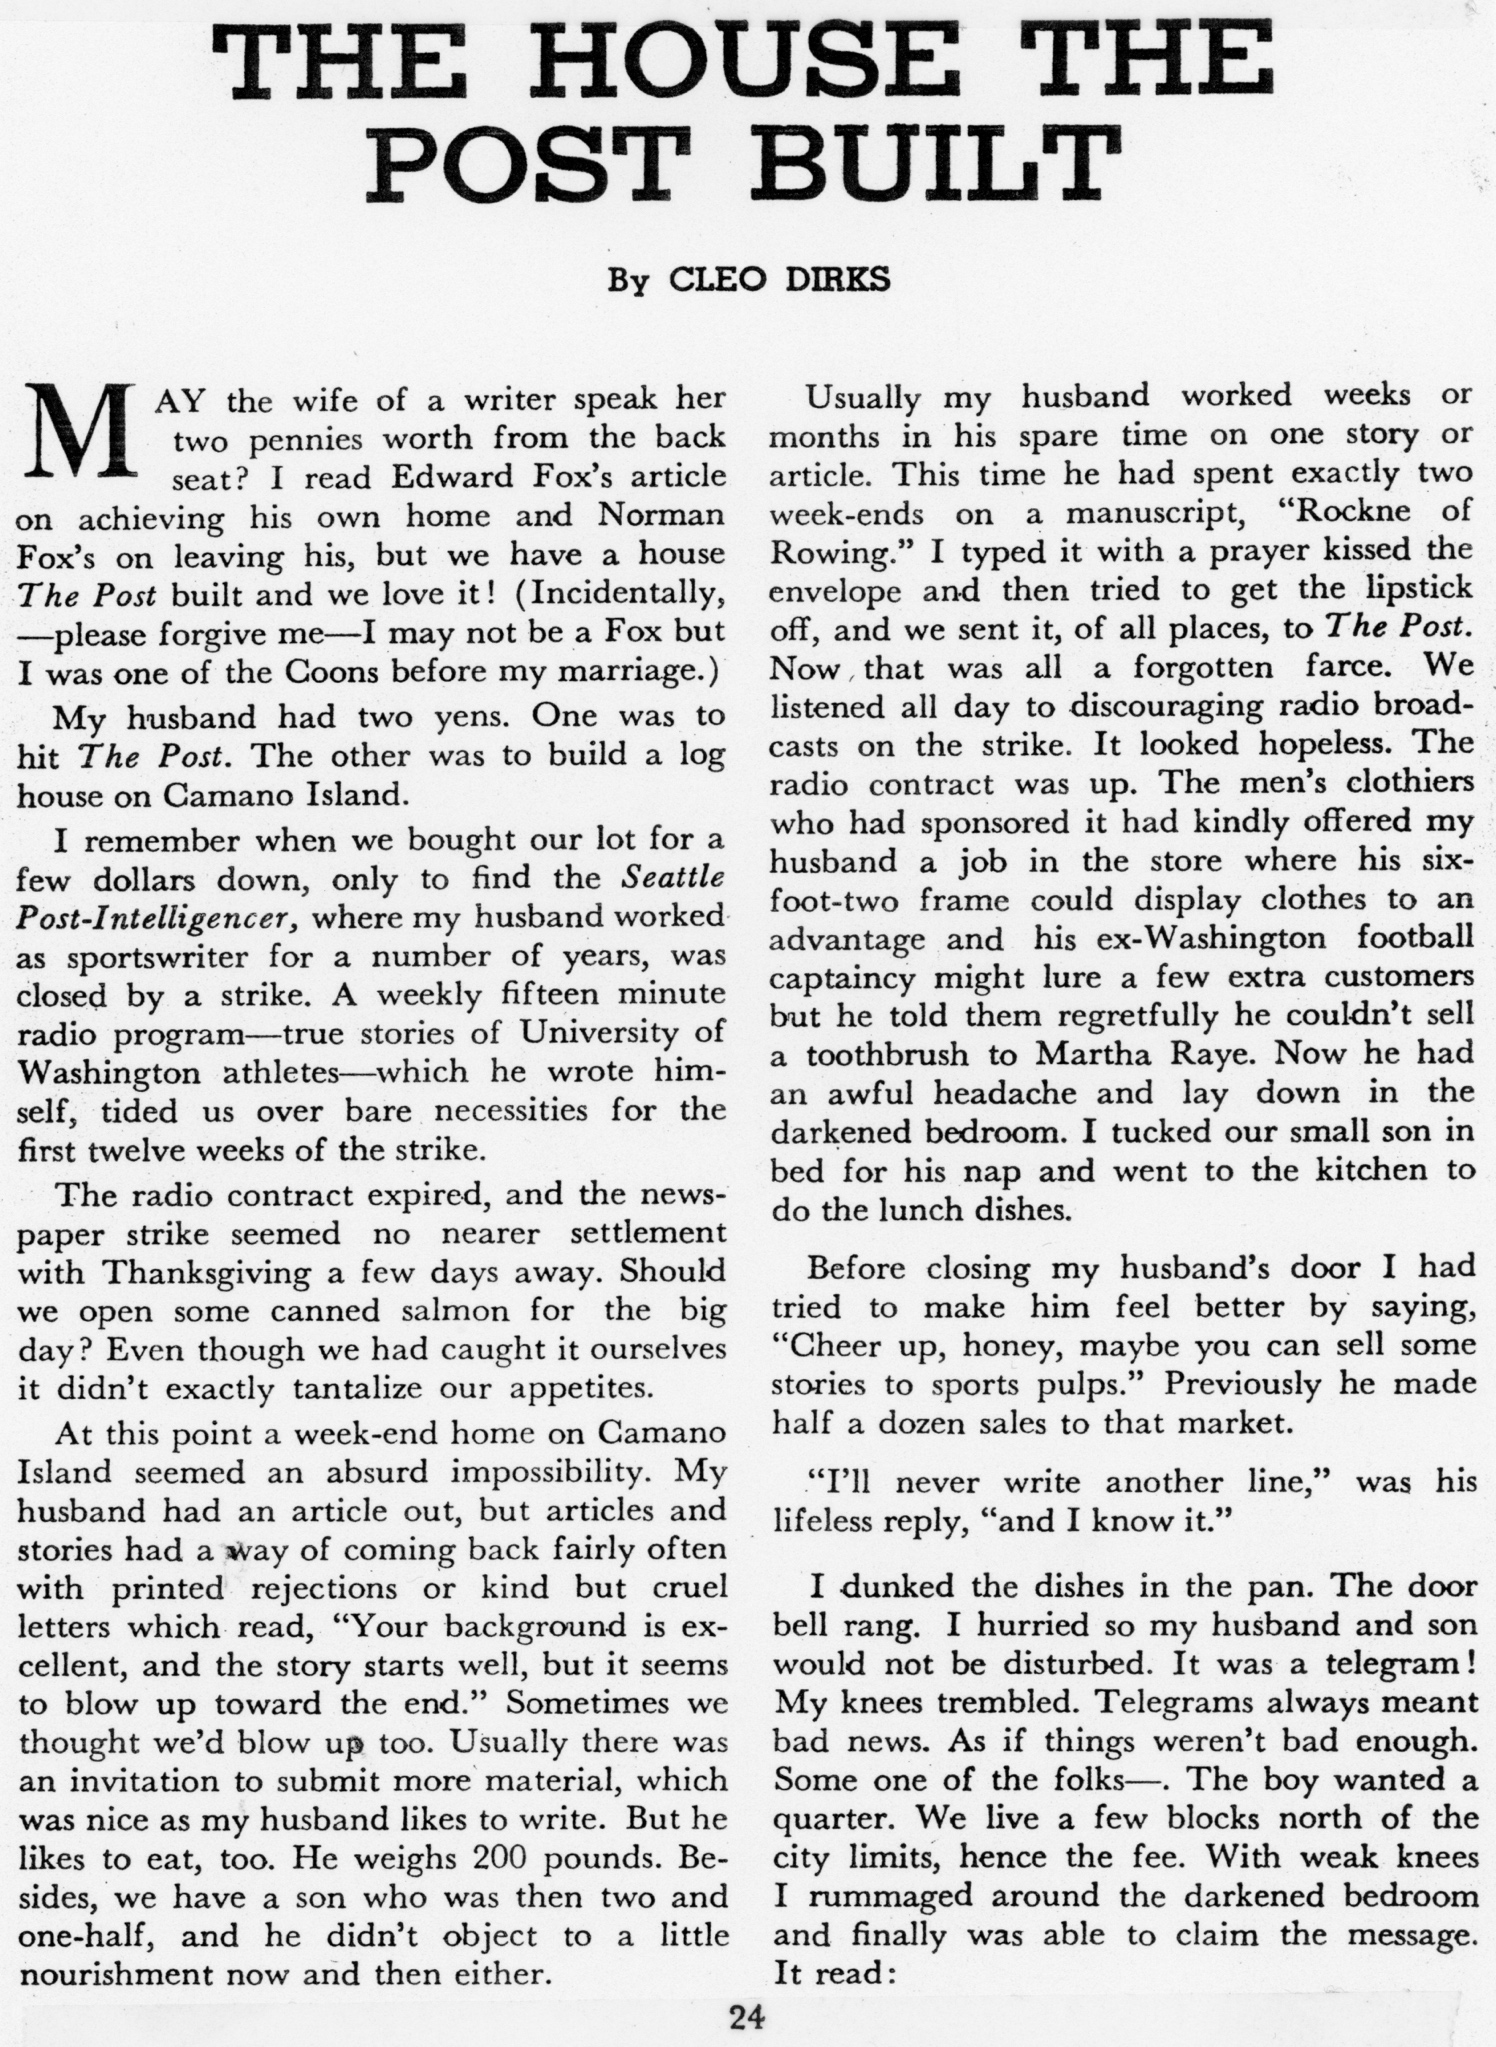 THE HOUSE THE
POST BUILT
By CLEO DIRKS
MAY the wife of a writer speak her
two pennies worth from the back
seat? I read Edward Fox's article
on achieving his own home and Norman
Fox's on leaving his, but we have a house
The Post built and we love it! (Incidentally,
—please forgive me—I may not be a Fox but
I was one of the Coons before my marriage.)
My husband had two yens. One was to
hit The Post. The other was to build a log
house on Camano Island.
I remember when we bought our lot for a
few dollars down, only to find the Seattle
Post-Intelligencer, where my husband worked
as sportswriter for a number of years, was
closed by a strike. A weekly fifteen minute
radio program—true stories of University of
Washington athletes—which he wrote him-
self, tided us over bare necessities for the
first twelve weeks of the strike.
The radio contract expired, and the news-
paper strike seemed no nearer settlement
with Thanksgiving a few days away. Should
we open some canned salmon for the big
day? Even though we had caught it ourselves
it didn't exactly tantalize our appetites.
At this point a week-end home on Camano
Island seemed an absurd impossibility. My
husband had an article out, but articles and
stories had a way of coming back fairly often
with printed rejections or kind but cruel
letters which read, "Your background is ex-
cellent, and the story starts well, but it seems
to blow up toward the end." Sometimes we
thought we'd blow up too. Usually there was
an invitation to submit more material, which
was nice as my husband likes to write. But he
likes to eat, too. He weighs 200 pounds. Be-
sides, we have a son who was then two and
one-half, and he didn't object to a little
nourishment now and then either.
Usually my husband worked weeks or
months in his spare time on one story or
article. This time he had spent exactly two
week-ends on a manuscript, "Rockne of
Rowing." I typed it with a prayer kissed the
envelope and then tried to get the lipstick
off, and we sent it, of all places, to The Post.
Now, that was all a forgotten farce. We
listened all day to discouraging radio broad-
casts on the strike. It looked hopeless. The
radio contract was up. The men's clothiers
who had sponsored it had kindly offered my
husband a job in the store where his six-
foot-two frame could display clothes to an
advantage and his ex-Washington football
captaincy might lure a few extra customers
but he told them regretfully he couldn't sell
a toothbrush to Martha Raye. Now he had
an awful headache and lay down in the
darkened bedroom. I tucked our small son in
bed for his nap and went to the kitchen to
do the lunch dishes.
Before closing my husband's door I had
tried to make him feel better by saying,
"Cheer up, honey, maybe you can sell some
stories to sports pulps." Previously he made
half a dozen sales to that market.
"I'll never write another line," was his
lifeless reply, "and I know it."
I dunked the dishes in the pan. The door
bell rang. I hurried so my husband and son
would not be disturbed. It was a telegram!
My knees trembled. Telegrams always meant
bad news. As if things weren't bad enough.
Some one of the folks—. The boy wanted a
quarter. We live a few blocks north of the
city limits, hence the fee. With weak knees
I rummaged around the darkened bedroom
and finally was able to claim the message.
It read:
24